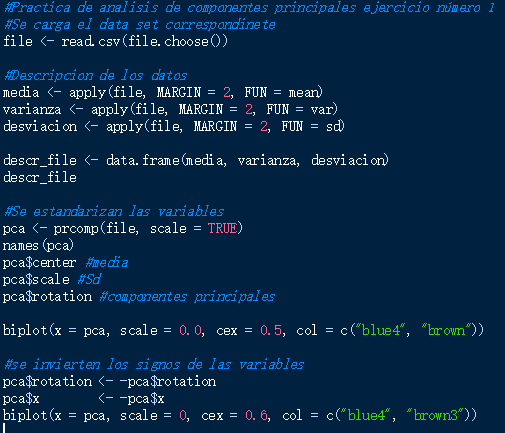 #Practica de analisis de componentes principales ejercicio número 1
#Se carga el data set correspondinete
file <- read.csv(file.choose())
#Descripcion de los datos
media <- apply(file, MARGIN = 2, FUN = mean)
varianza <- apply(file, MARGIN = 2, FUN = var)
desviacion <- apply(file, MARGIN = 2, FUN = sd)
descr_file <- data.frame(media, varianza, desviacion)
descr_file
#Se estandarizan las variables
pca <- prcomp(file, scale = TRUE)
names(pca)
pca$center #media
pca$scale #Sd
pca$rotation #componentes principales
biplot(x = pca, scale = 0.0, cex = 0.5, col = c("blue4", "brown"))
#se invierten los signos de las variables
pca$rotation <- -pca$rotation
pca$x        <- -pca$x
biplot(x = pca, scale = 0, cex = 0.6, col = c("blue4", "brown3"))